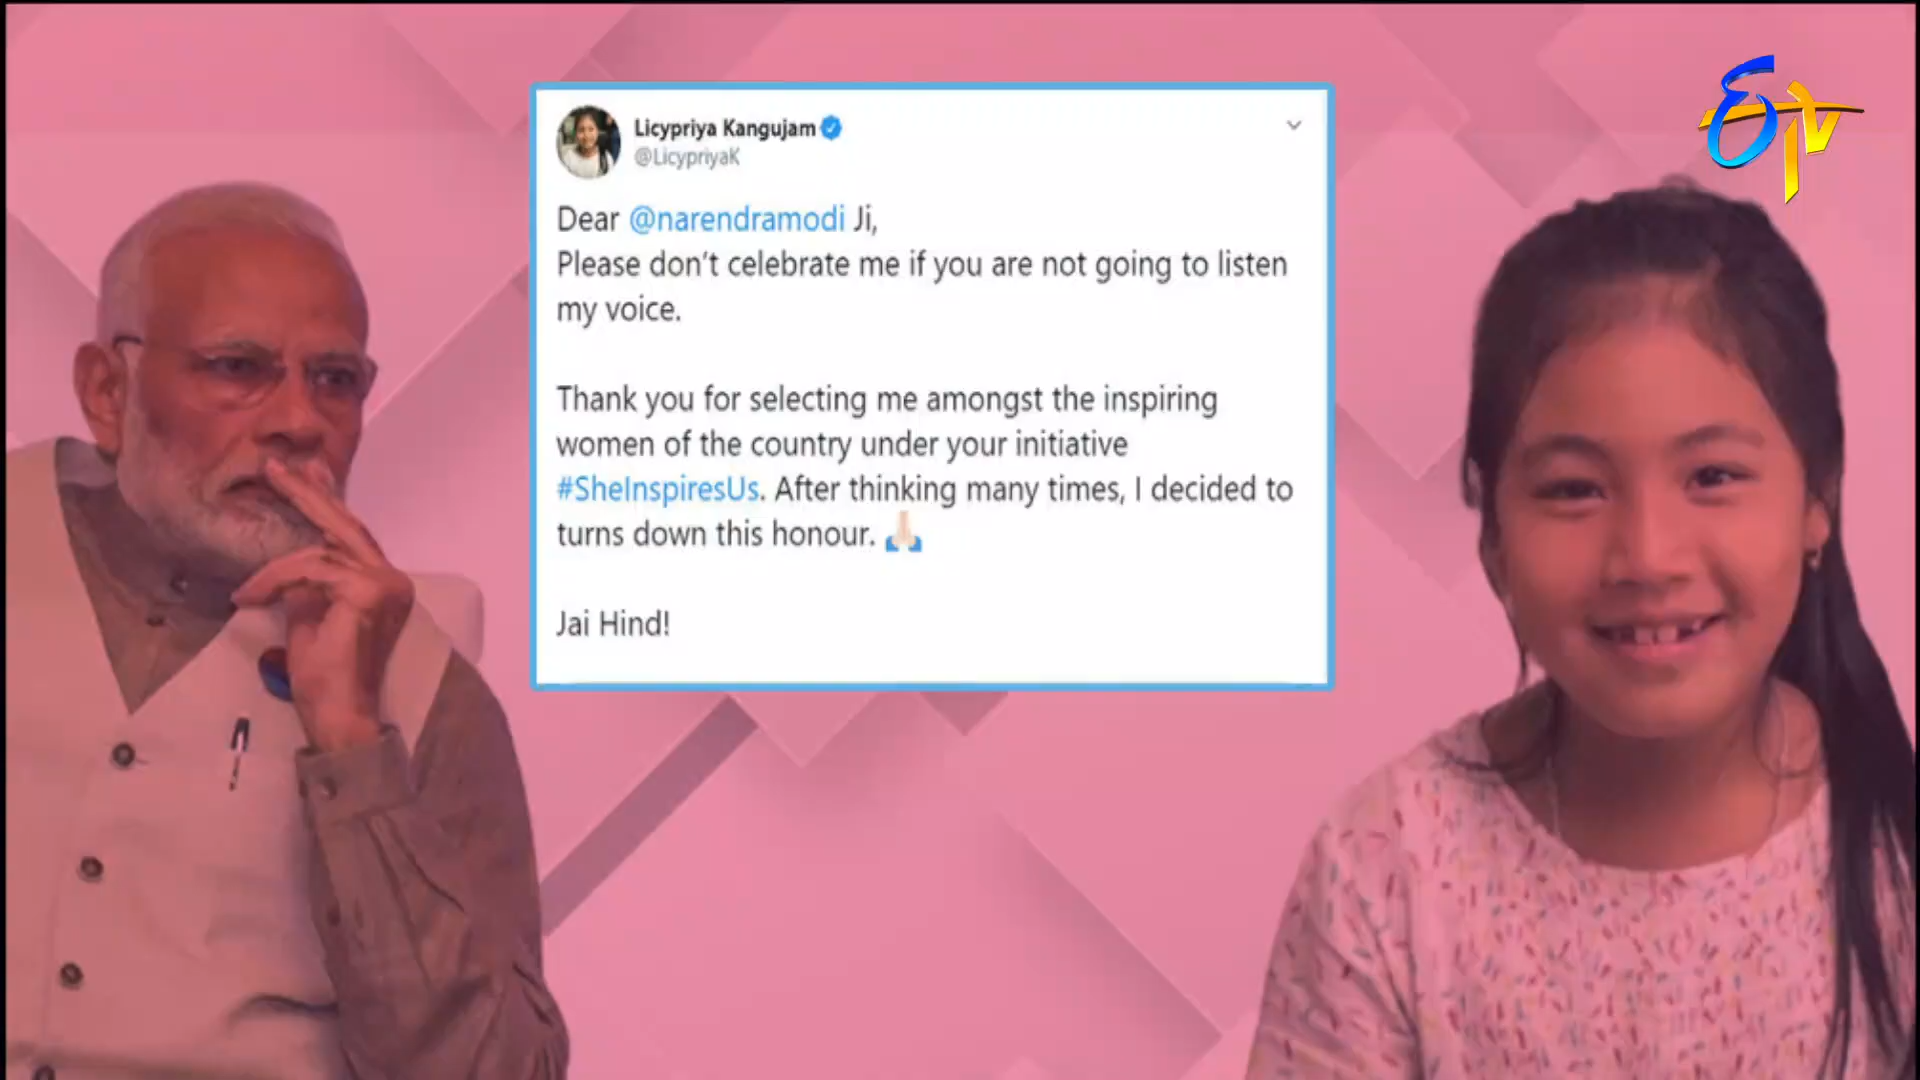 ETV
Licypriya Kangujam
@LicypriyaK
Dear @narendramodi Ji,
Please don't celebrate me if you are not going to listen
my voice.
Thank you for selecting me amongst the inspiring
women of the country under your initiative
#SheInspiresUs. After thinking many times, I decided to
turns down this honour. 🙏🏻
Jai Hind!